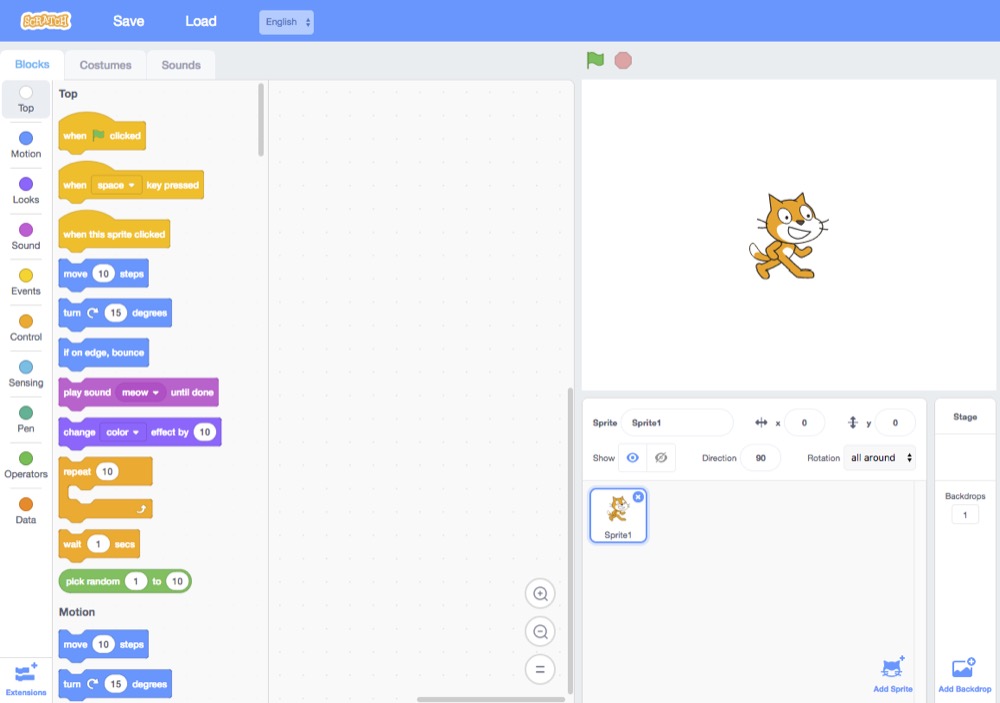 SCRATCH Save Load English
Blocks Costumes Sounds
Top
Motion
Looks
Sound
Events
Control
Sensing
Pen
Operators
Data
Extensions
Top
when clicked
when space key pressed
when this sprite clicked
move 10 steps
turn 15 degrees
if on edge, bounce
play sound meow until done
change color effect by 10
repeat 10
wait 1 secs
pick random 1 to 10
Motion
move 10 steps
turn 15 degrees
Sprite Sprite1 x 0 y 0
Show Direction 90 Rotation all around
Sprite1
Add Sprite
Stage
Backdrops
1
Add Backdrop